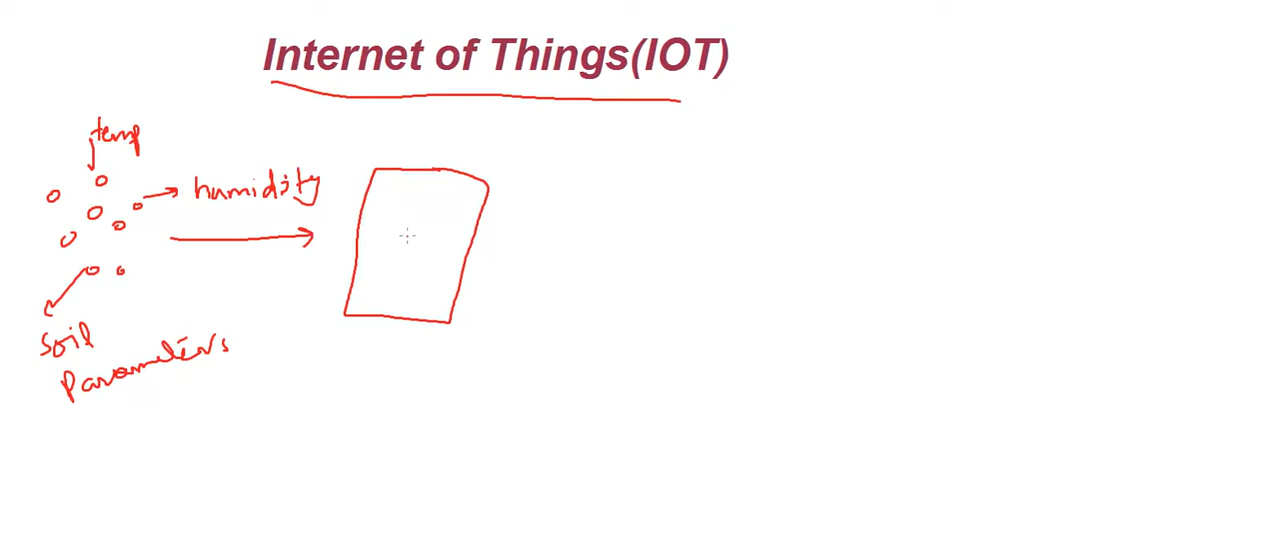 Internet of Things(IOT)
temp
humidity
Soil
Parameters